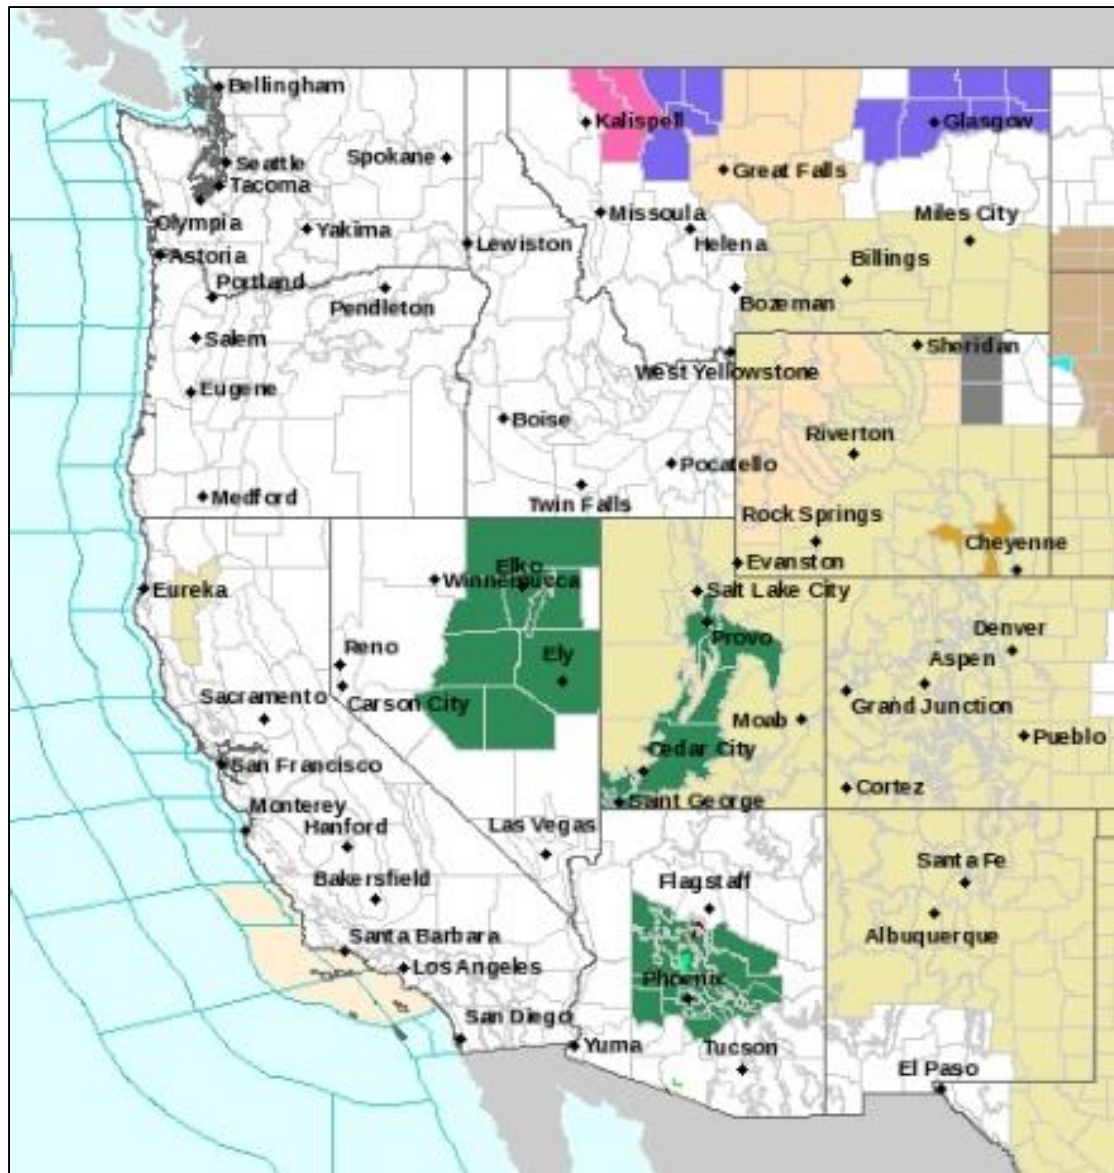 Bellingham
Kalispell
Glasgow
Spokane
Seattle
Great Falls
Tacoma
Olympia
Missoula
Miles City
Yakima
Lewiston
Helena
Astoria
Billings
Portland
Pendleton
Bozeman
Salem
Sheridan
West Yellowstone
Eugene
Boise
Riverton
Pocatello
Medford
Twin Falls
Rock Springs
Cheyenne
Elko
Winnemucca
Evanston
Eureka
Salt Lake City
Provo
Denver
Reno
Ely
Aspen
Sacramento
Carson City
Grand Junction
Moab
Pueblo
Cedar City
San Francisco
Cortez
Saint George
Monterey
Hanford
Las Vegas
Santa Fe
Bakersfield
Flagstaff
Santa Barbara
Albuquerque
Los Angeles
Phoenix
San Diego
Yuma
Tucson
El Paso